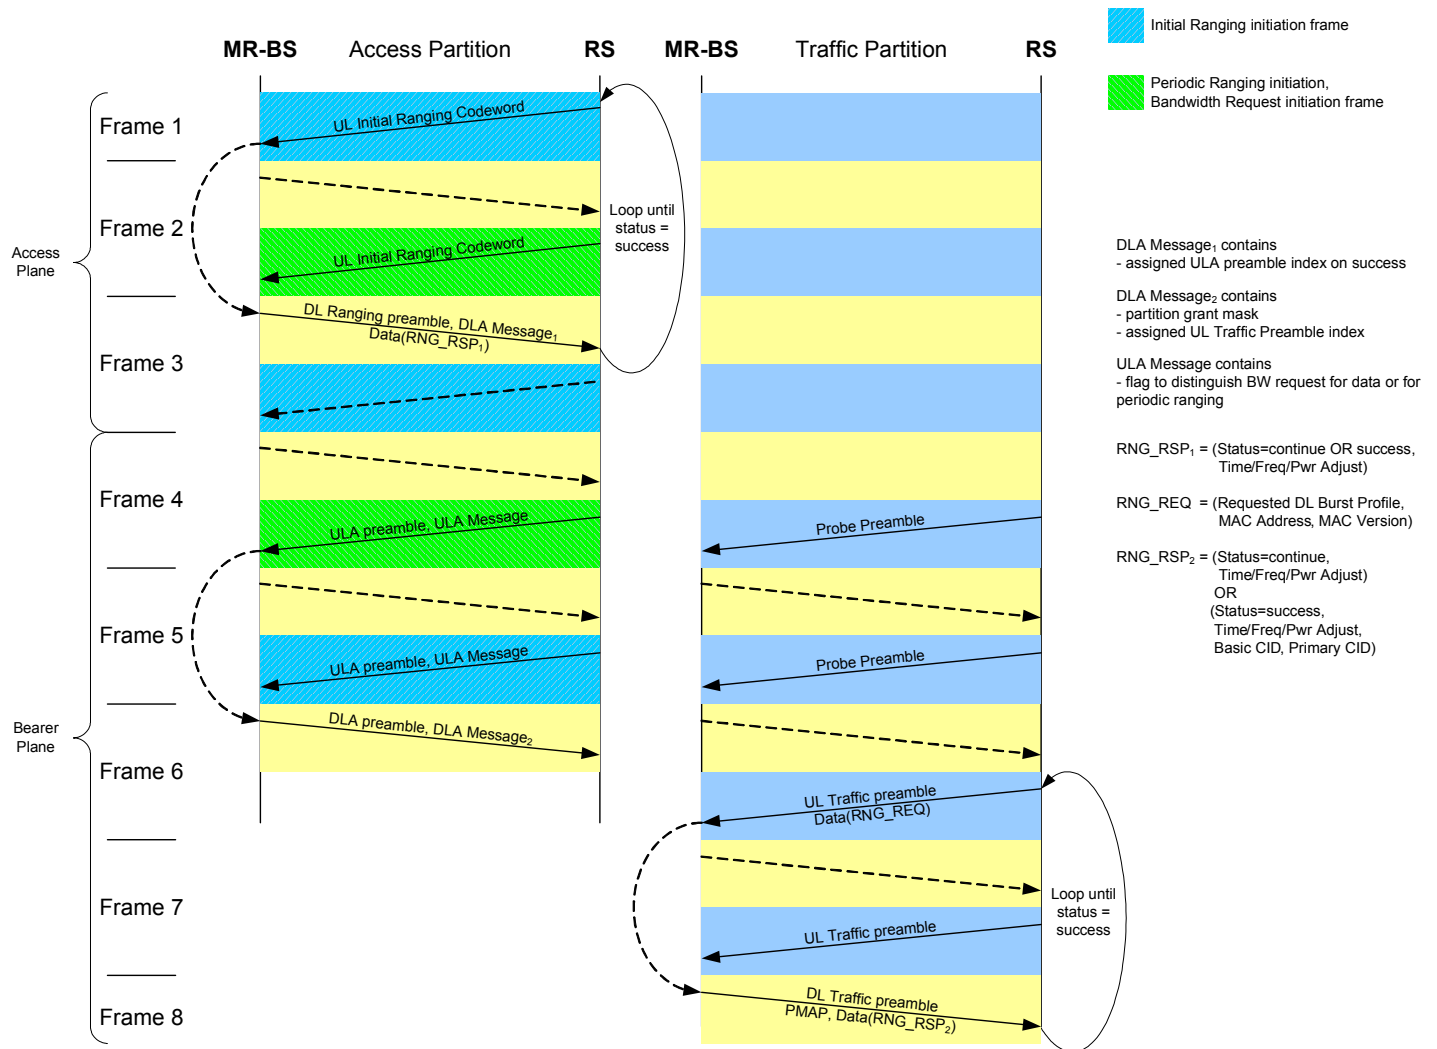 MR-BS Access Partition RS
MR-BS Traffic Partition RS
Initial Ranging initiation frame
Periodic Ranging initiation,
Bandwidth Request initiation frame
Access
Plane
Bearer
Plane
Frame 1
Frame 2
Frame 3
Frame 4
Frame 5
Frame 6
Frame 7
Frame 8
UL Initial Ranging Codeword
UL Initial Ranging Codeword
DL Ranging preamble, DLA Message₁
Data(RNG_RSP₁)
Loop until
status =
success
ULA preamble, ULA Message
ULA preamble, ULA Message
DLA preamble, DLA Message₂
Probe Preamble
Probe Preamble
UL Traffic preamble
Data(RNG_REQ)
UL Traffic preamble
DL Traffic preamble
PMAP, Data(RNG_RSP₂)
Loop until
status =
success
DLA Message₁ contains
- assigned ULA preamble index on success
DLA Message₂ contains
- partition grant mask
- assigned UL Traffic Preamble index
ULA Message contains
- flag to distinguish BW request for data or for
periodic ranging
RNG_RSP₁ = (Status=continue OR success,
Time/Freq/Pwr Adjust)
RNG_REQ = (Requested DL Burst Profile,
MAC Address, MAC Version)
RNG_RSP₂ = (Status=continue,
Time/Freq/Pwr Adjust)
OR
(Status=success,
Time/Freq/Pwr Adjust,
Basic CID, Primary CID)